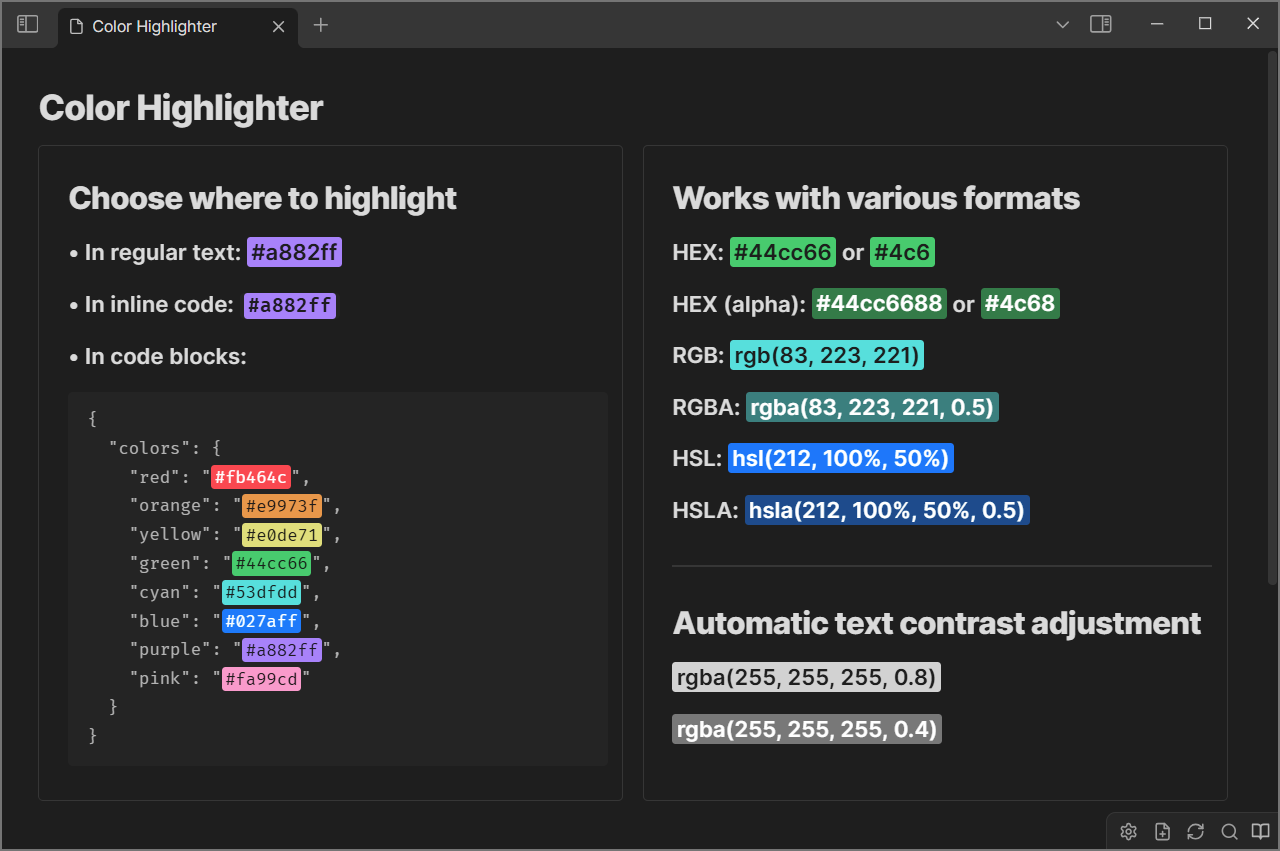 Color Highlighter
Color Highlighter
Choose where to highlight
• In regular text: #a882ff
• In inline code: #a882ff
• In code blocks:
{
  "colors": {
    "red": "#fb464c",
    "orange": "#e9973f",
    "yellow": "#e0de71",
    "green": "#44cc66",
    "cyan": "#53dfdd",
    "blue": "#027aff",
    "purple": "#a882ff",
    "pink": "#fa99cd"
  }
}
Works with various formats
HEX: #44cc66 or #4c6
HEX (alpha): #44cc6688 or #4c68
RGB: rgb(83, 223, 221)
RGBA: rgba(83, 223, 221, 0.5)
HSL: hsl(212, 100%, 50%)
HSLA: hsla(212, 100%, 50%, 0.5)
Automatic text contrast adjustment
rgba(255, 255, 255, 0.8)
rgba(255, 255, 255, 0.4)